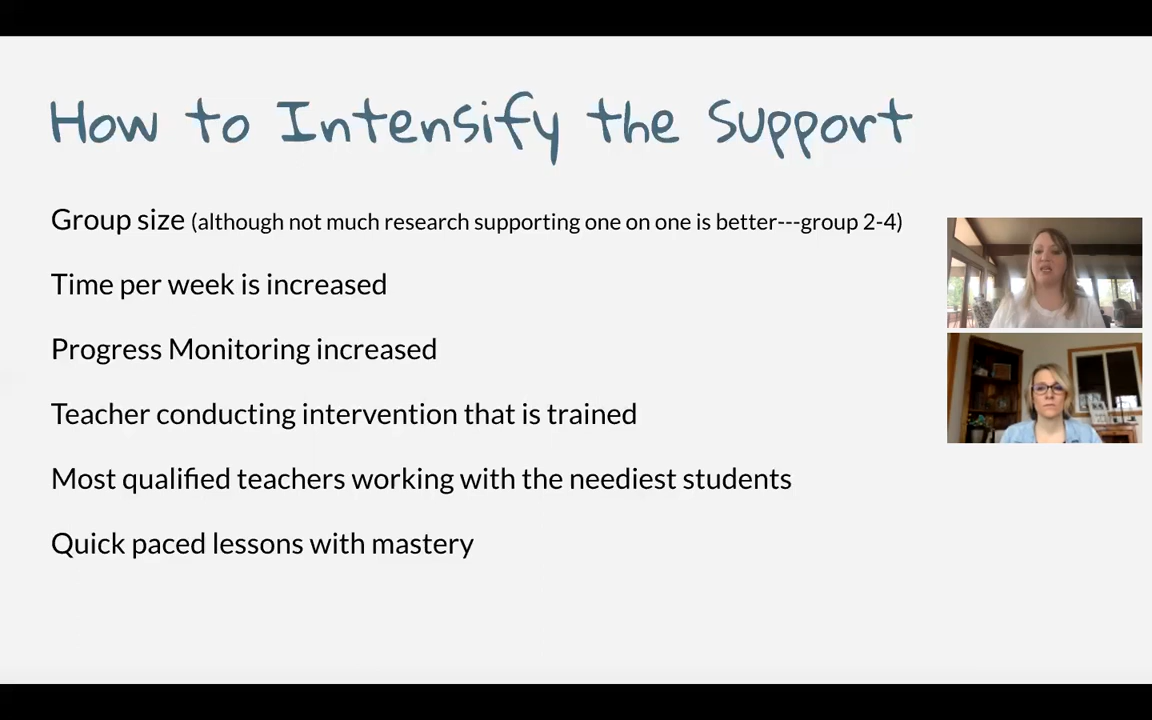 How to Intensify the Support
Group size (although not much research supporting one on one is better---group 2-4)
Time per week is increased
Progress Monitoring increased
Teacher conducting intervention that is trained
Most qualified teachers working with the neediest students
Quick paced lessons with mastery